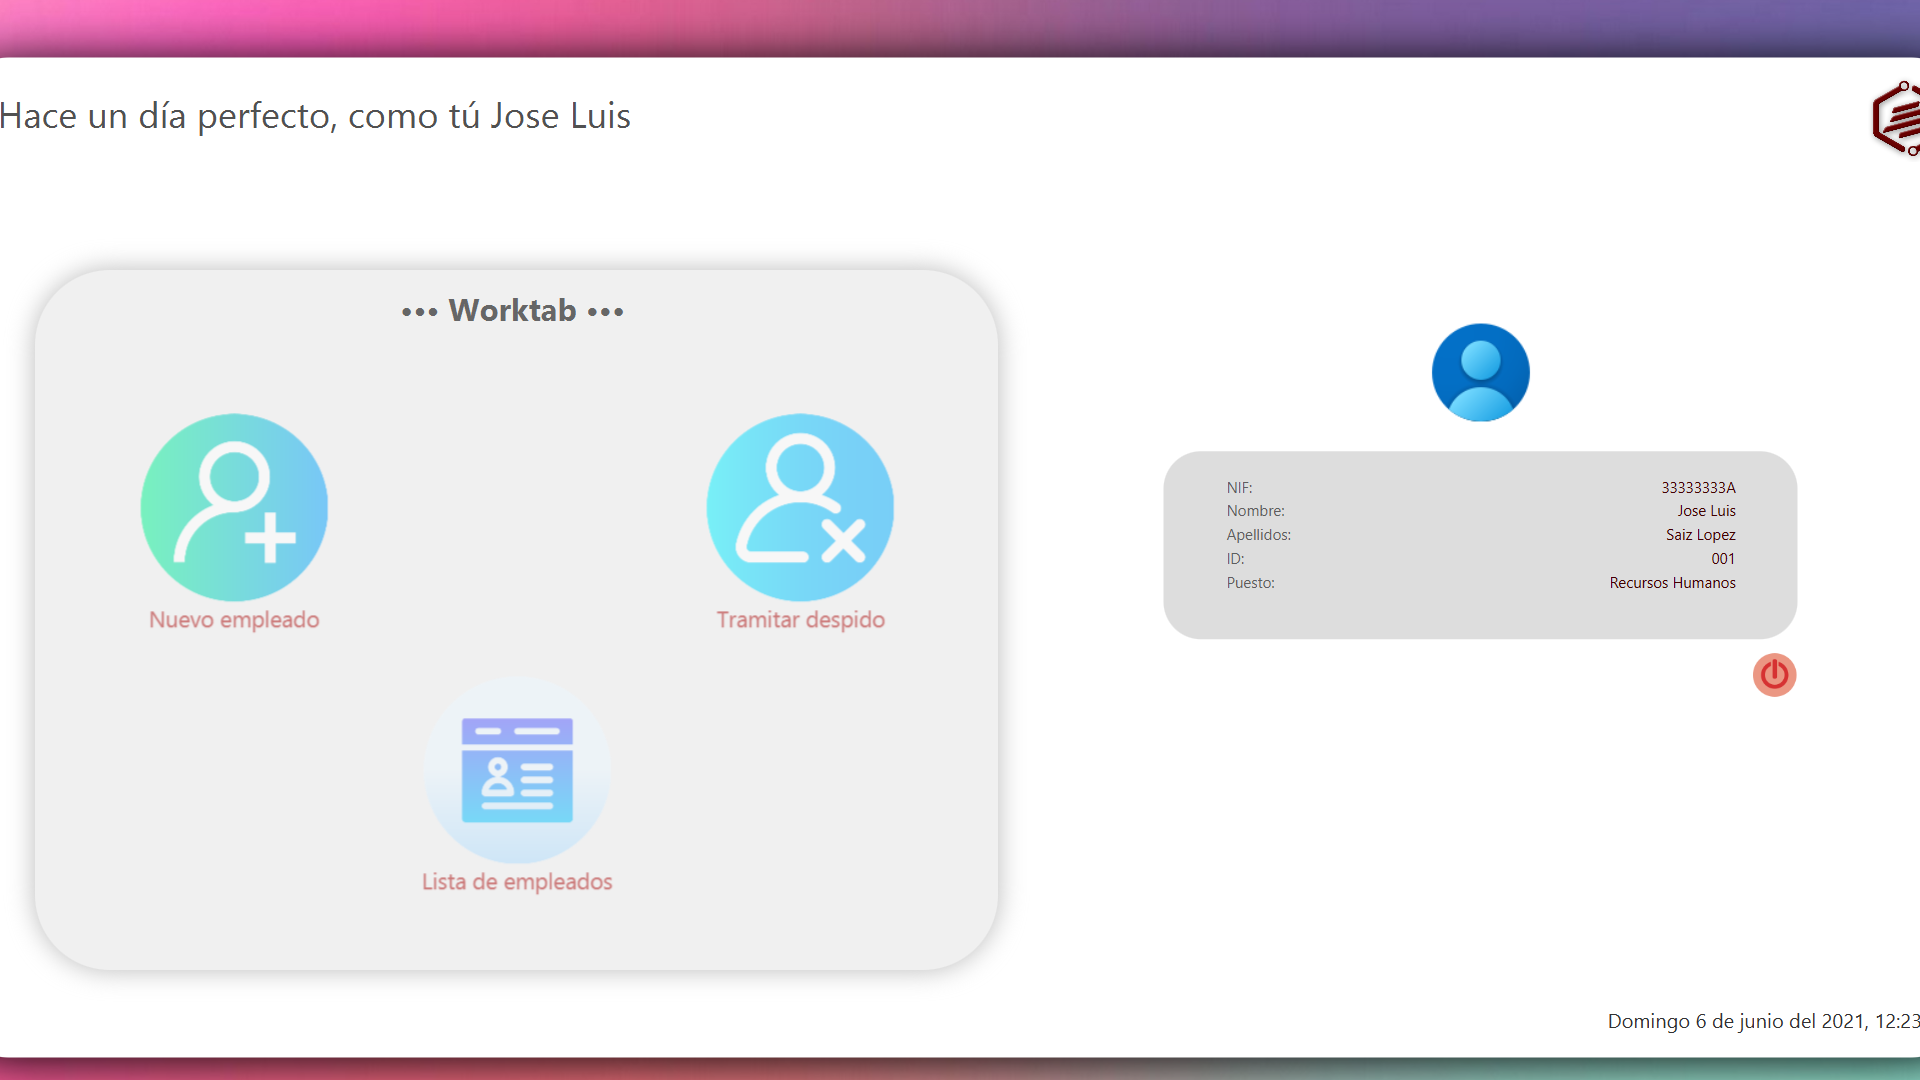 Hace un día perfecto, como tú Jose Luis
••• Worktab •••
Nuevo empleado
Tramitar despido
Lista de empleados
NIF: 33333333A
Nombre: Jose Luis
Apellidos: Saiz Lopez
ID: 001
Puesto: Recursos Humanos
Domingo 6 de junio del 2021, 12:23